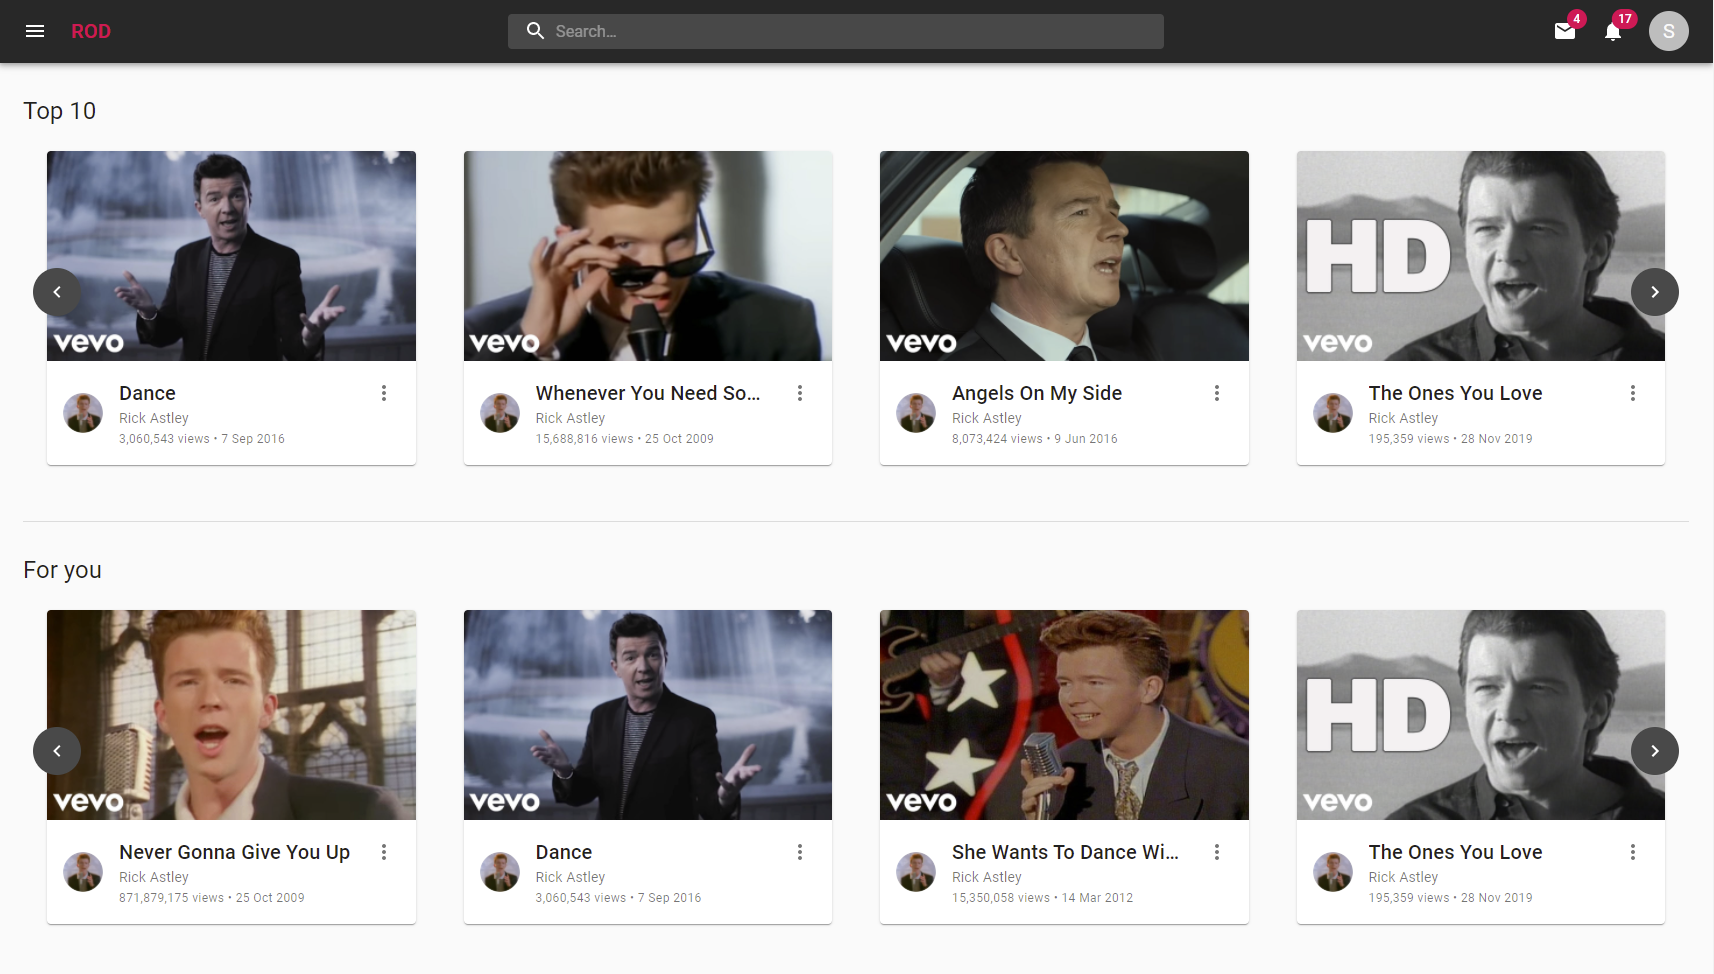 ROD
Search...
4
17
S
Top 10
vevo
vevo
vevo
HD
vevo
Dance
Rick Astley
3,060,543 views • 7 Sep 2016
Whenever You Need So...
Rick Astley
15,688,816 views • 25 Oct 2009
Angels On My Side
Rick Astley
8,073,424 views • 9 Jun 2016
The Ones You Love
Rick Astley
195,359 views • 28 Nov 2019
For you
vevo
vevo
vevo
HD
vevo
Never Gonna Give You Up
Rick Astley
871,879,175 views • 25 Oct 2009
Dance
Rick Astley
3,060,543 views • 7 Sep 2016
She Wants To Dance Wi...
Rick Astley
15,350,058 views • 14 Mar 2012
The Ones You Love
Rick Astley
195,359 views • 28 Nov 2019